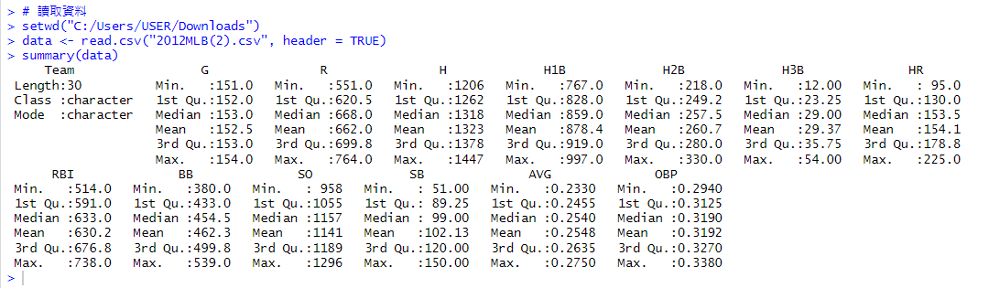 > # 讀取資料
> setwd("C:/Users/USER/Downloads")
> data <- read.csv("2012MLB(2).csv", header = TRUE)
> summary(data)
     Team                 G               R               H             H1B             H2B             H3B              HR       
 Length:30          Min.   :151.0   Min.   :551.0   Min.   :1206   Min.   :767.0   Min.   :218.0   Min.   :12.00   Min.   : 95.0  
 Class :character   1st Qu.:152.0   1st Qu.:620.5   1st Qu.:1262   1st Qu.:828.0   1st Qu.:249.2   1st Qu.:23.25   1st Qu.:130.0  
 Mode  :character   Median :153.0   Median :668.0   Median :1318   Median :859.0   Median :257.5   Median :29.00   Median :153.5  
                    Mean   :152.5   Mean   :662.0   Mean   :1323   Mean   :878.4   Mean   :260.7   Mean   :29.37   Mean   :154.1  
                    3rd Qu.:153.0   3rd Qu.:699.8   3rd Qu.:1378   3rd Qu.:919.0   3rd Qu.:280.0   3rd Qu.:35.75   3rd Qu.:178.8  
                    Max.   :154.0   Max.   :764.0   Max.   :1447   Max.   :997.0   Max.   :330.0   Max.   :54.00   Max.   :225.0  
      RBI              BB              SO             SB              AVG              OBP        
 Min.   :514.0   Min.   :380.0   Min.   : 958   Min.   : 51.00   Min.   :0.2330   Min.   :0.2940  
 1st Qu.:591.0   1st Qu.:433.0   1st Qu.:1055   1st Qu.: 89.25   1st Qu.:0.2455   1st Qu.:0.3125  
 Median :633.0   Median :454.5   Median :1157   Median : 99.00   Median :0.2540   Median :0.3190  
 Mean   :630.2   Mean   :462.3   Mean   :1141   Mean   :102.13   Mean   :0.2548   Mean   :0.3192  
 3rd Qu.:676.8   3rd Qu.:499.8   3rd Qu.:1189   3rd Qu.:120.00   3rd Qu.:0.2635   3rd Qu.:0.3270  
 Max.   :738.0   Max.   :539.0   Max.   :1296   Max.   :150.00   Max.   :0.2750   Max.   :0.3380  
>